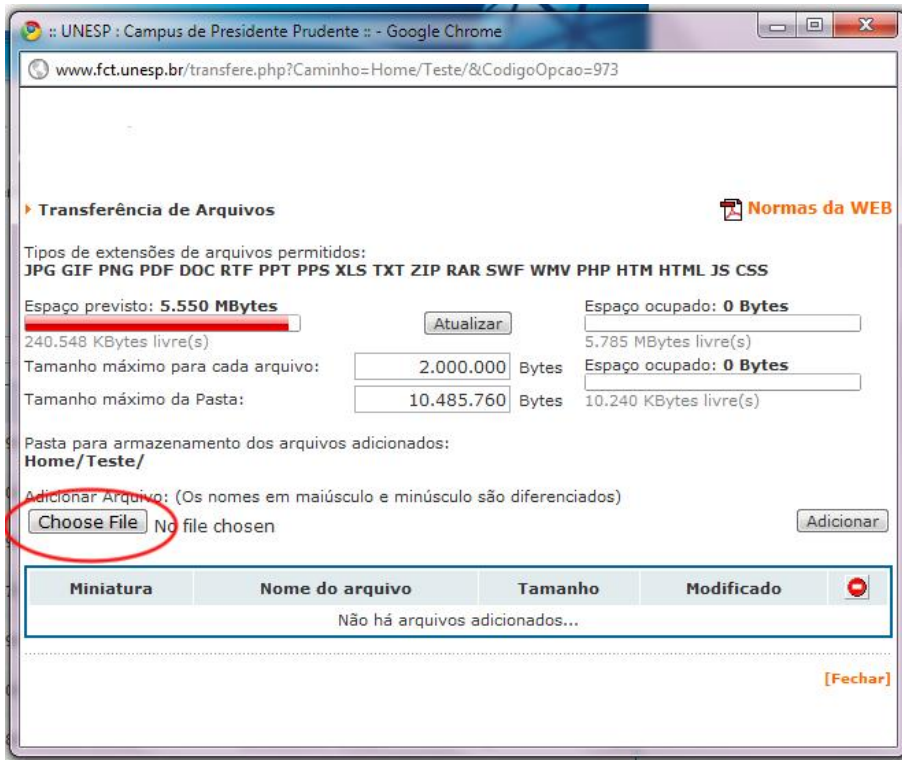 :: UNESP : Campus de Presidente Prudente :: - Google Chrome
www.fct.unesp.br/transfere.php?Caminho=Home/Teste/&CodigoOpcao=973
Transferência de Arquivos
Normas da WEB
Tipos de extensões de arquivos permitidos:
JPG GIF PNG PDF DOC RTF PPT PPS XLS TXT ZIP RAR SWF WMV PHP HTM HTML JS CSS
Espaço previsto: 5.550 MBytes
240.548 KBytes livre(s)
Atualizar
Espaço ocupado: 0 Bytes
5.785 MBytes livre(s)
Tamanho máximo para cada arquivo: 2.000.000 Bytes
Espaço ocupado: 0 Bytes
Tamanho máximo da Pasta: 10.485.760 Bytes
10.240 KBytes livre(s)
Pasta para armazenamento dos arquivos adicionados:
Home/Teste/
Adicionar Arquivo: (Os nomes em maiúsculo e minúsculo são diferenciados)
Choose File No file chosen
Adicionar
Miniatura Nome do arquivo Tamanho Modificado
Não há arquivos adicionados...
[Fechar]